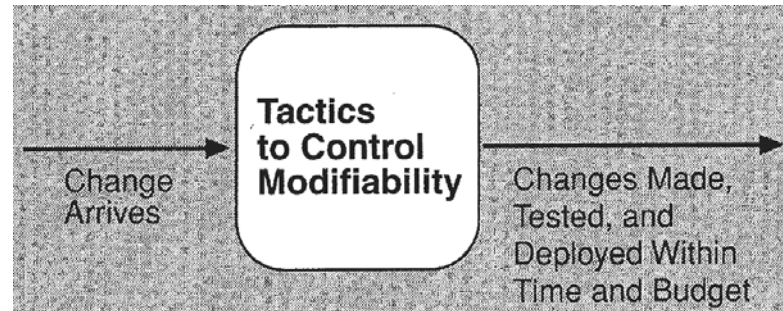 Tactics
to Control
Modifiability
Change
Arrives
Changes Made,
Tested, and
Deployed Within
Time and Budget